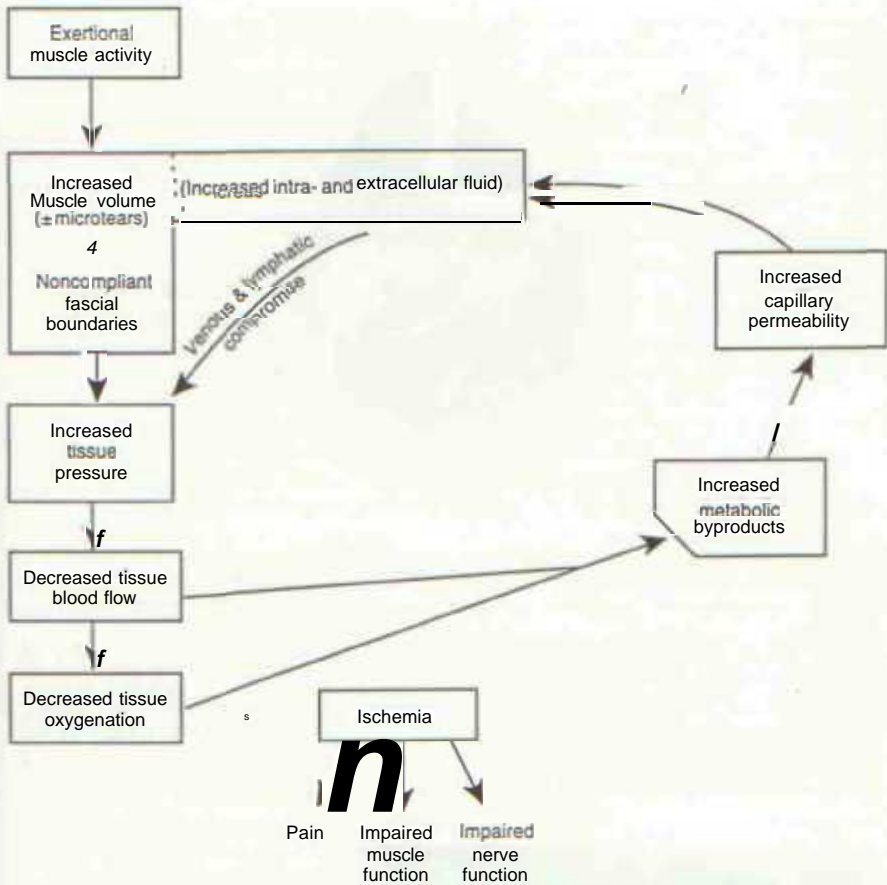 Exertional
muscle activity
Increased
Muscle volume
(±microtears)
4
Noncompliant
fascial
boundaries
(Increased intra- and extracellular fluid)
Venous & lymphatic
compromise
Increased
capillary
permeability
Increased
tissue
pressure
f
Increased
metabolic
byproducts
Decreased tissue
blood flow
f
Decreased tissue
oxygenation
s
Ischemia
n
Pain
Impaired
muscle
function
Impaired
nerve
function